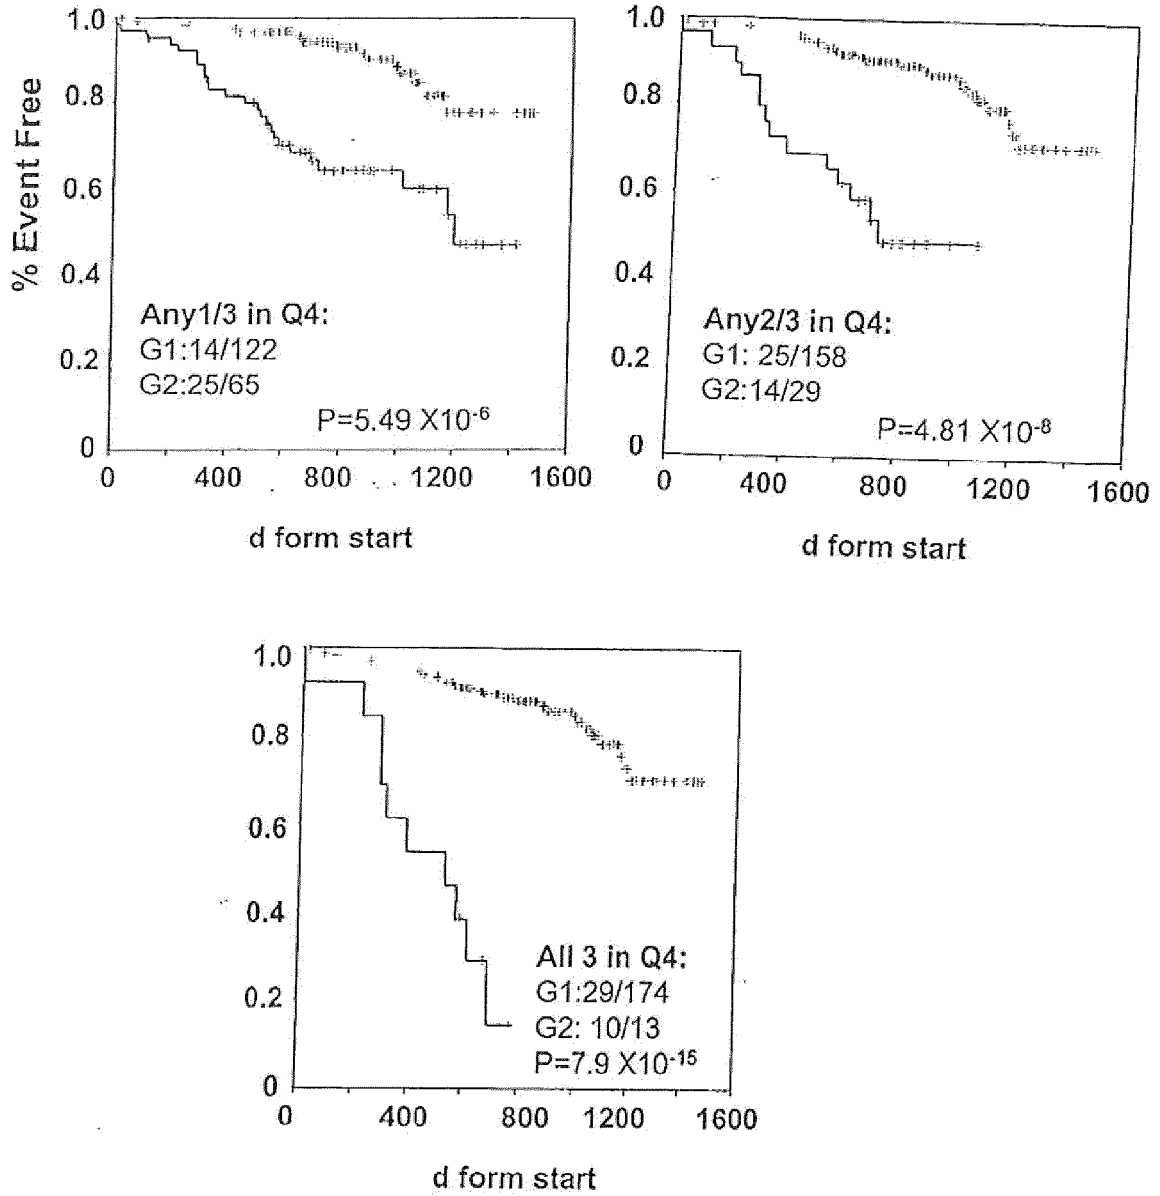 % Event Free
1.0
0.8
0.6
0.4
0.2
0
Any1/3 in Q4:
G1:14/122
G2:25/65
P=5.49 X10-6
0 400 800 1200 1600
d form start
1.0
0.8
0.6
0.4
0.2
0
Any2/3 in Q4:
G1: 25/158
G2:14/29
P=4.81 X10-8
0 400 800 1200 1600
d form start
1.0
0.8
0.6
0.4
0.2
0
All 3 in Q4:
G1:29/174
G2: 10/13
P=7.9 X10-15
0 400 800 1200 1600
d form start